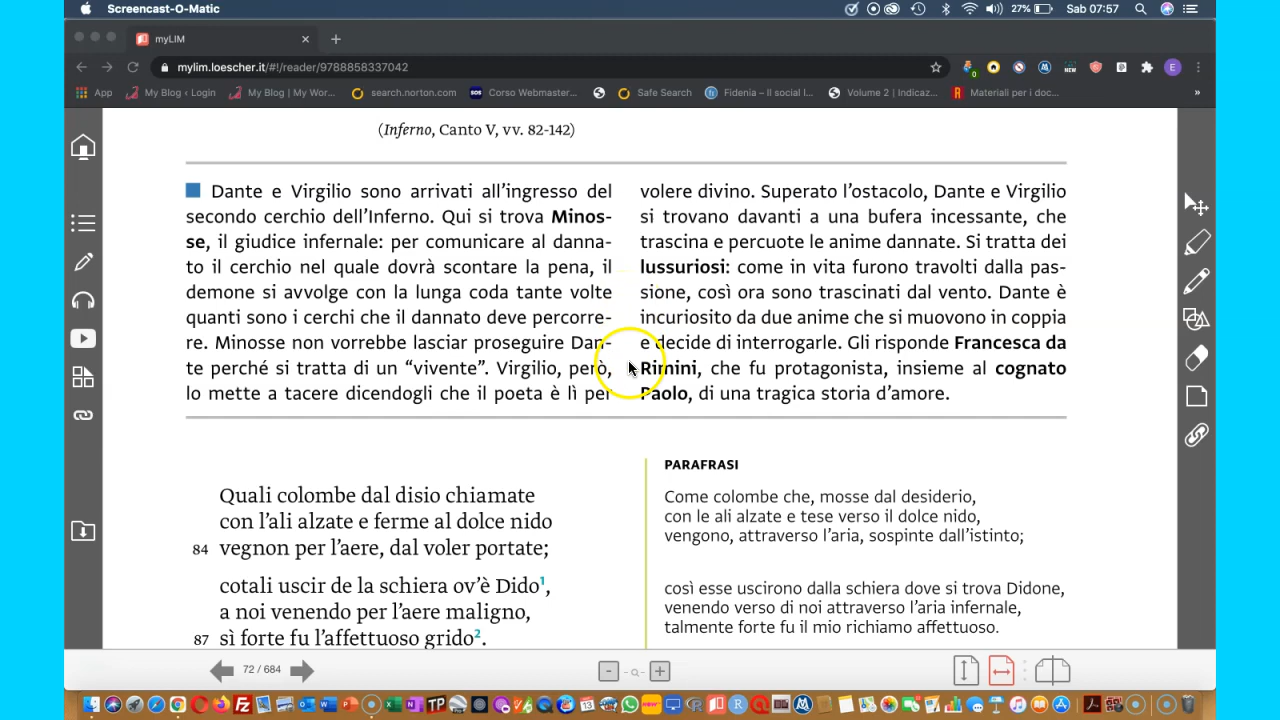 Screencast-O-Matic
27%
Sab 07:57
myLIM
mylim.loescher.it/#!/reader/9788858337042
NEW
E
App
My Blog ‹ Login
My Blog | My Wor...
search.norton.com
SOS
Corso Webmaster...
Safe Search
Fidenia – Il social l...
Volume 2 | Indicaz...
Materiali per i doc...
»
(Inferno, Canto V, vv. 82-142)
Dante e Virgilio sono arrivati all’ingresso del
secondo cerchio dell’Inferno. Qui si trova Minos-
se, il giudice infernale: per comunicare al danna-
to il cerchio nel quale dovrà scontare la pena, il
demone si avvolge con la lunga coda tante volte
quanti sono i cerchi che il dannato deve percorre-
re. Minosse non vorrebbe lasciar proseguire Dan-
te perché si tratta di un “vivente”. Virgilio, però,
lo mette a tacere dicendogli che il poeta è lì per
volere divino. Superato l’ostacolo, Dante e Virgilio
si trovano davanti a una bufera incessante, che
trascina e percuote le anime dannate. Si tratta dei
lussuriosi: come in vita furono travolti dalla pas-
sione, così ora sono trascinati dal vento. Dante è
incuriosito da due anime che si muovono in coppia
e decide di interrogarle. Gli risponde Francesca da
Rimini, che fu protagonista, insieme al cognato
Paolo, di una tragica storia d’amore.
Quali colombe dal disio chiamate
con l’ali alzate e ferme al dolce nido
84 vegnon per l’aere, dal voler portate;
cotali uscir de la schiera ov’è Dido1,
a noi venendo per l’aere maligno,
87 sì forte fu l’affettuoso grido2.
PARAFRASI
Come colombe che, mosse dal desiderio,
con le ali alzate e tese verso il dolce nido,
vengono, attraverso l’aria, sospinte dall’istinto;
così esse uscirono dalla schiera dove si trova Didone,
venendo verso di noi attraverso l’aria infernale,
talmente forte fu il mio richiamo affettuoso.
72 / 684